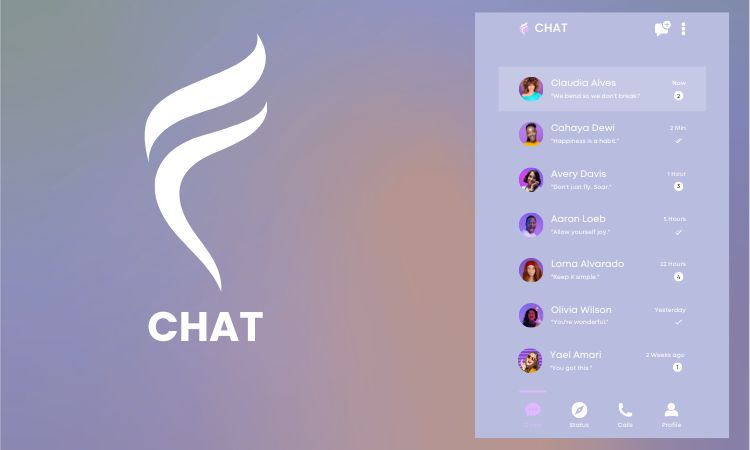 CHAT
CHAT
Claudia Alves
Now
"We bend so we don't break."
2
Cahaya Dewi
2 Min
"Happiness is a habit."
Avery Davis
1 Hour
"Don't just fly. Soar."
3
Aaron Loeb
5 Hours
"Allow yourself joy."
Lorna Alvarado
22 Hours
"Keep it simple."
4
Olivia Wilson
Yesterday
"You're wonderful."
Yael Amari
2 Weeks ago
"You got this."
1
Status
Calls
Profile